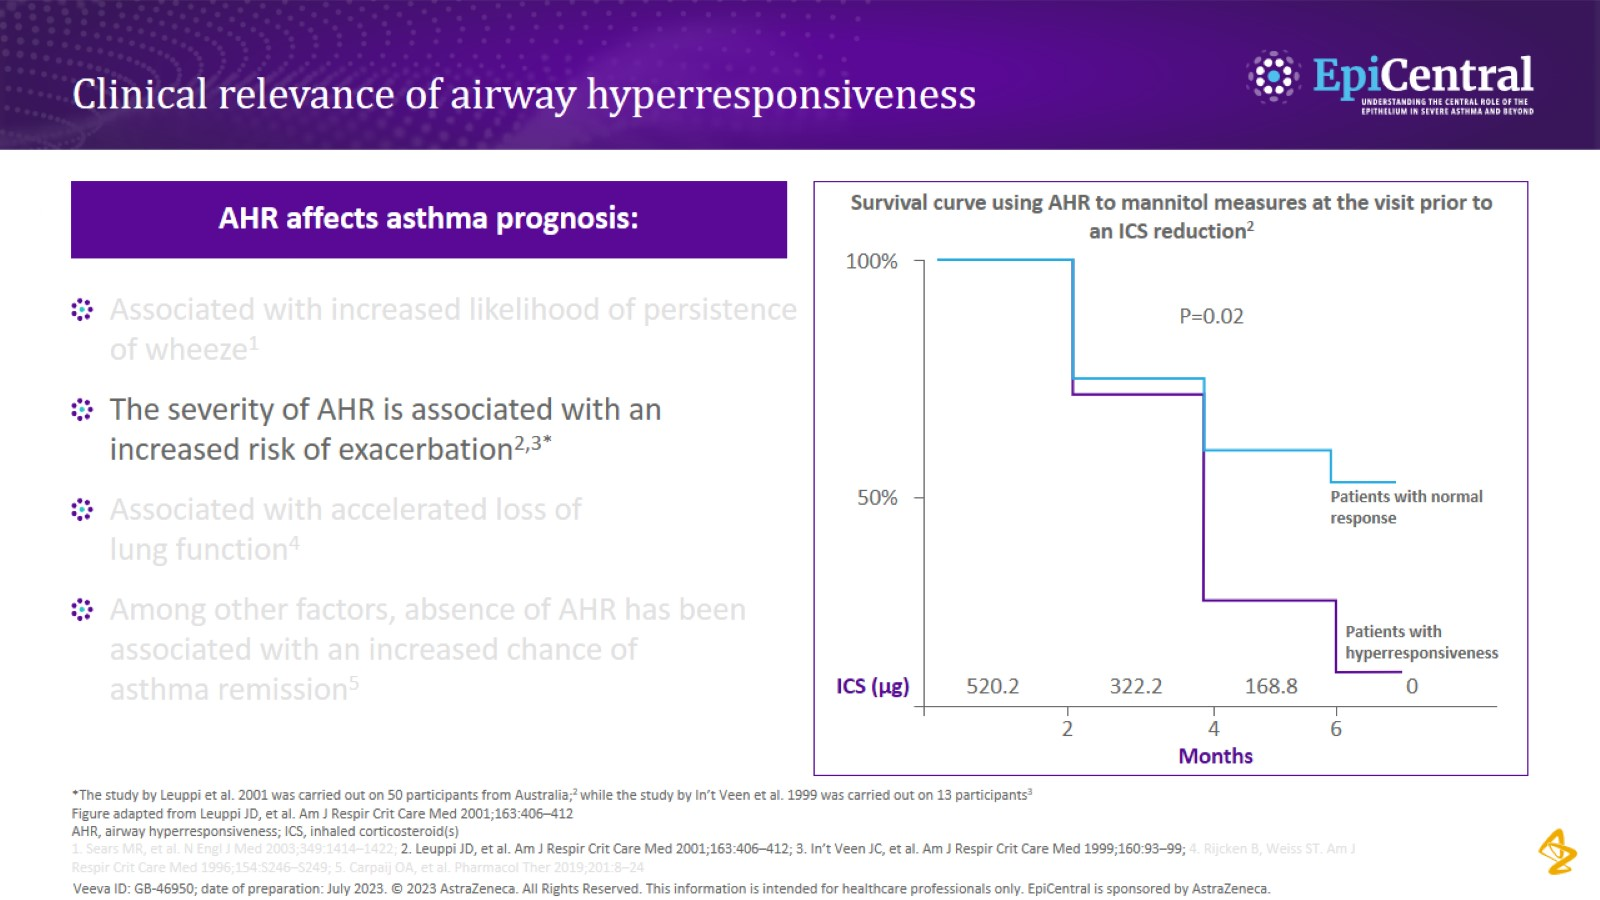 Clinical relevance of airway hyperresponsiveness
EpiCentral
UNDERSTANDING THE CENTRAL ROLE OF THE
EPITHELIUM IN SEVERE ASTHMA AND BEYOND
AHR affects asthma prognosis:
Associated with increased likelihood of persistence
of wheeze1
The severity of AHR is associated with an
increased risk of exacerbation2,3*
Associated with accelerated loss of
lung function4
Among other factors, absence of AHR has been
associated with an increased chance of
asthma remission5
Survival curve using AHR to mannitol measures at the visit prior to
an ICS reduction2
100%
P=0.02
50%
Patients with normal
response
Patients with
hyperresponsiveness
ICS (µg) 520.2 322.2 168.8 0
2 4 6
Months
*The study by Leuppi et al. 2001 was carried out on 50 participants from Australia;2 while the study by In't Veen et al. 1999 was carried out on 13 participants3
Figure adapted from Leuppi JD, et al. Am J Respir Crit Care Med 2001;163:406–412
AHR, airway hyperresponsiveness; ICS, inhaled corticosteroid(s)
1. Sears MR, et al. N Engl J Med 2003;349:1414–1422; 2. Leuppi JD, et al. Am J Respir Crit Care Med 2001;163:406–412; 3. In't Veen JC, et al. Am J Respir Crit Care Med 1999;160:93–99; 4. Rijcken B, Weiss ST. Am J
Respir Crit Care Med 1996;154:S246–S249; 5. Carpaij OA, et al. Pharmacol Ther 2019;201:8–24
Veeva ID: GB-46950; date of preparation: July 2023. © 2023 AstraZeneca. All Rights Reserved. This information is intended for healthcare professionals only. EpiCentral is sponsored by AstraZeneca.